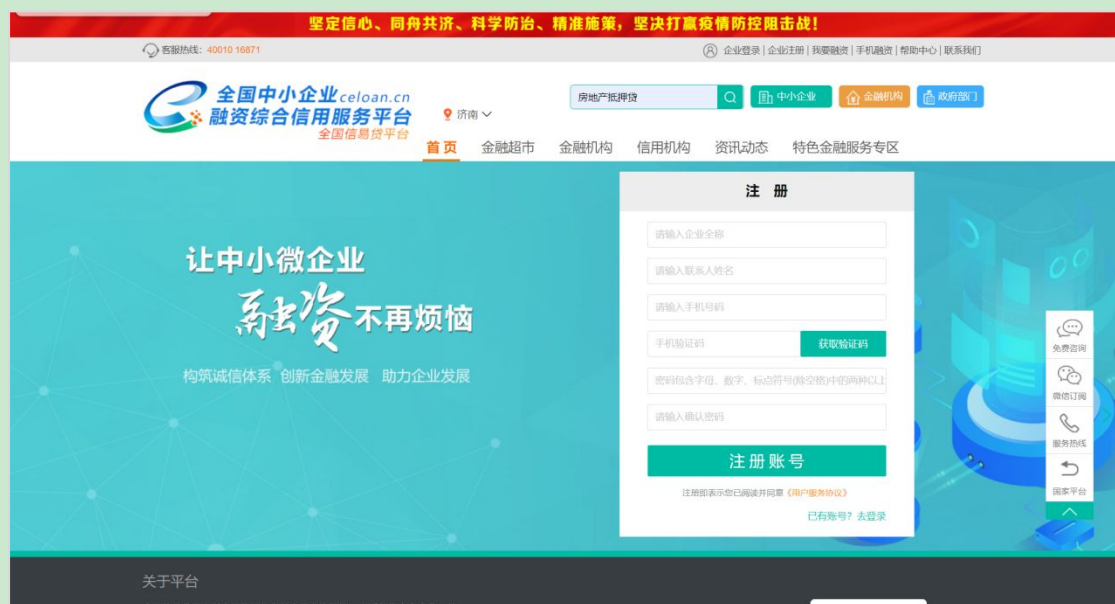 坚定信心、同舟共济、科学防治、精准施策，坚决打赢疫情防控阻击战！
客服热线：40010 16871
企业登录 | 企业注册 | 我要融资 | 手机融资 | 帮助中心 | 联系我们
全国中小企业celoan.cn
融资综合信用服务平台
全国信易贷平台
济南
房地产抵押贷
中小企业
金融机构
政府部门
首页 金融超市 金融机构 信用机构 资讯动态 特色金融服务专区
让中小微企业
融资不再烦恼
构筑诚信体系 创新金融发展 助力企业发展
注 册
请输入企业全称
请输入联系人姓名
请输入手机号码
手机验证码 获取验证码
密码包含字母、数字、标点符号(除空格)中的两种以上
请输入确认密码
注册账号
注册即表示您已阅读并同意《用户服务协议》
已有账号？去登录
免费咨询
微信订阅
服务热线
国家平台
关于平台